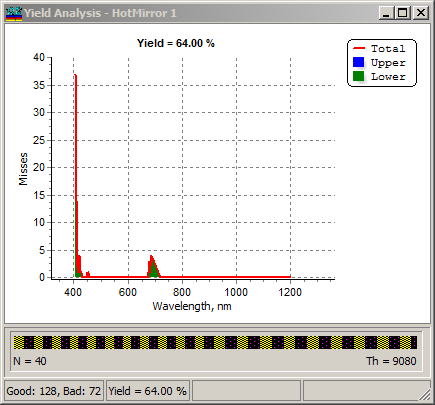 Yield Analysis - HotMirror 1
Yield = 64.00 %
Total
Upper
Lower
Misses
40
35
30
25
20
15
10
5
0
400 600 800 1000 1200
Wavelength, nm
N = 40 Th = 9080
Good: 128, Bad: 72 Yield = 64.00 %